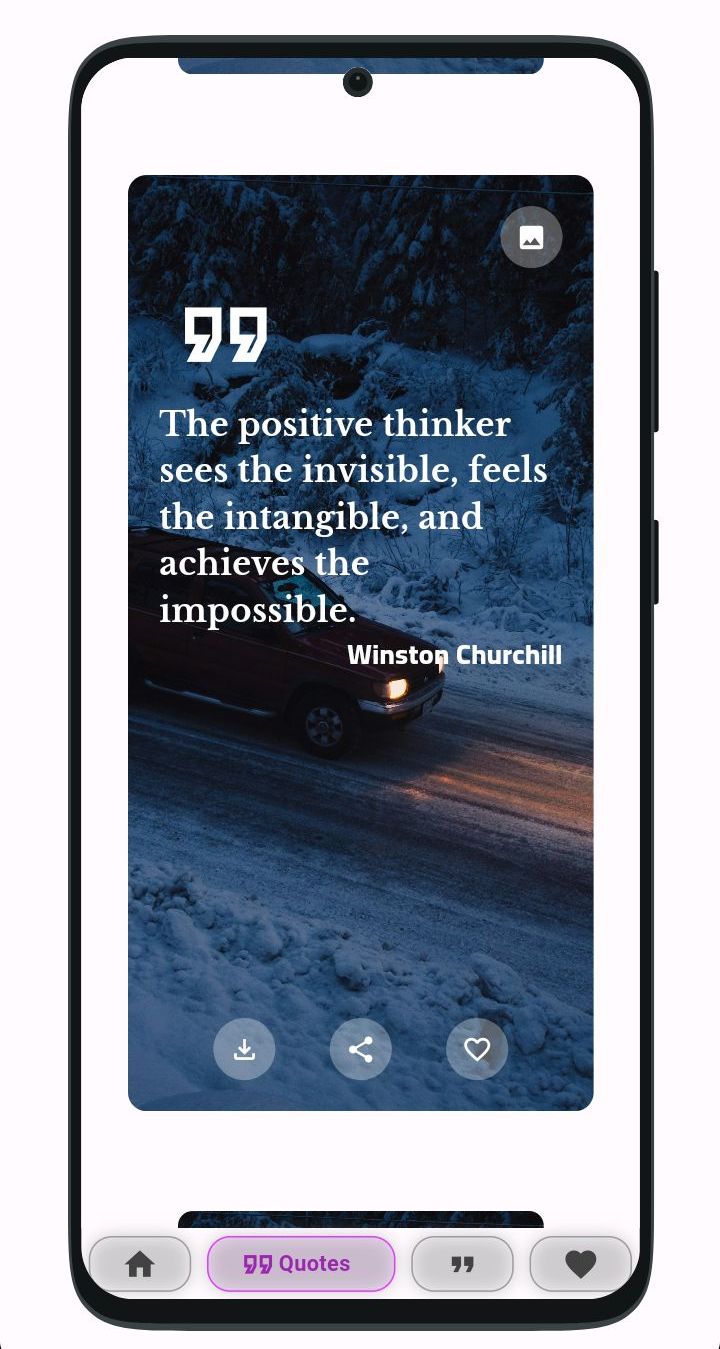 The positive thinker
sees the invisible, feels
the intangible, and
achieves the
impossible.
Winston Churchill
Quotes